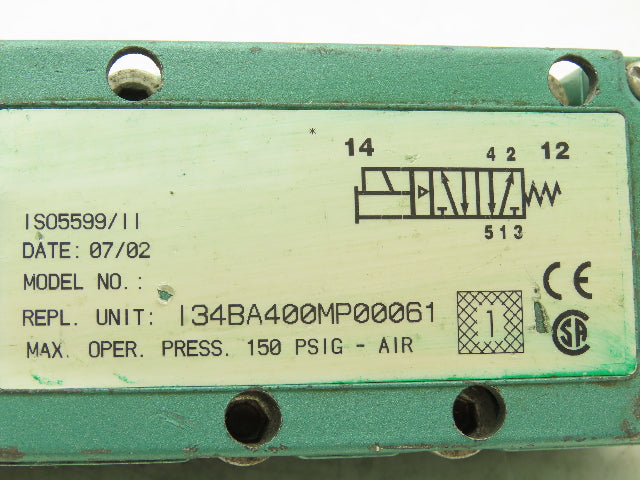 *
14 4 2 12
5 1 3
ISO5599/II
DATE: 07/02
MODEL NO.:
REPL. UNIT: I34BA400MP00061
1
MAX. OPER. PRESS. 150 PSIG - AIR
CE
SA